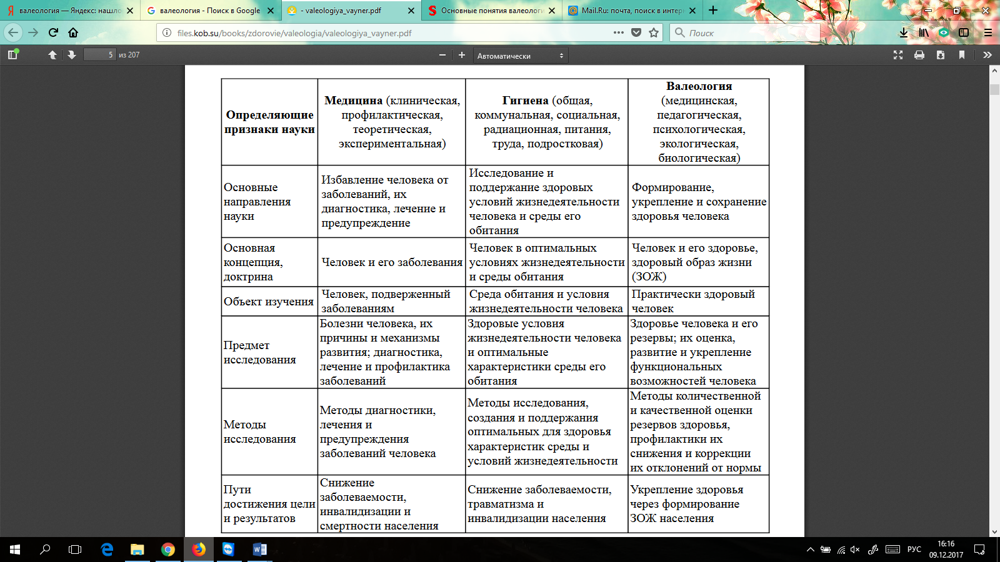 валеология — Яндекс: нашло
валеология - Поиск в Google
- valeologiya_vayner.pdf
Основные понятия валеологи
Mail.Ru: почта, поиск в интер
files.kob.su/books/zdorovie/valeologia/valeologiya_vayner.pdf
Поиск
5 из 207
Автоматически
Определяющие
признаки науки
Медицина (клиническая,
профилактическая,
теоретическая,
экспериментальная)
Гигиена (общая,
коммунальная, социальная,
радиационная, питания,
труда, подростковая)
Валеология
(медицинская,
педагогическая,
психологическая,
экологическая,
биологическая)
Основные
направления
науки
Избавление человека от
заболеваний, их
диагностика, лечение и
предупреждение
Исследование и
поддержание здоровых
условий жизнедеятельности
человека и среды его
обитания
Формирование,
укрепление и сохранение
здоровья человека
Основная
концепция,
доктрина
Человек и его заболевания
Человек в оптимальных
условиях жизнедеятельности
и среды обитания
Человек и его здоровье,
здоровый образ жизни
(ЗОЖ)
Объект изучения
Человек, подверженный
заболеваниям
Среда обитания и условия
жизнедеятельности человека
Практически здоровый
человек
Предмет
исследования
Болезни человека, их
причины и механизмы
развития; диагностика,
лечение и профилактика
заболеваний
Здоровые условия
жизнедеятельности человека
и оптимальные
характеристики среды его
обитания
Здоровье человека и его
резервы; их оценка,
развитие и укрепление
функциональных
возможностей человека
Методы
исследования
Методы диагностики,
лечения и
предупреждения
заболеваний человека
Методы исследования,
создания и поддержания
оптимальных для здоровья
характеристик среды и
условий жизнедеятельности
Методы количественной
и качественной оценки
резервов здоровья,
профилактики их
снижения и коррекции
их отклонений от нормы
Пути
достижения цели
и результатов
Снижение
заболеваемости,
инвалидизации и
смертности населения
Снижение заболеваемости,
травматизма и
инвалидизации населения
Укрепление здоровья
через формирование
ЗОЖ населения
РУС
16:16
09.12.2017